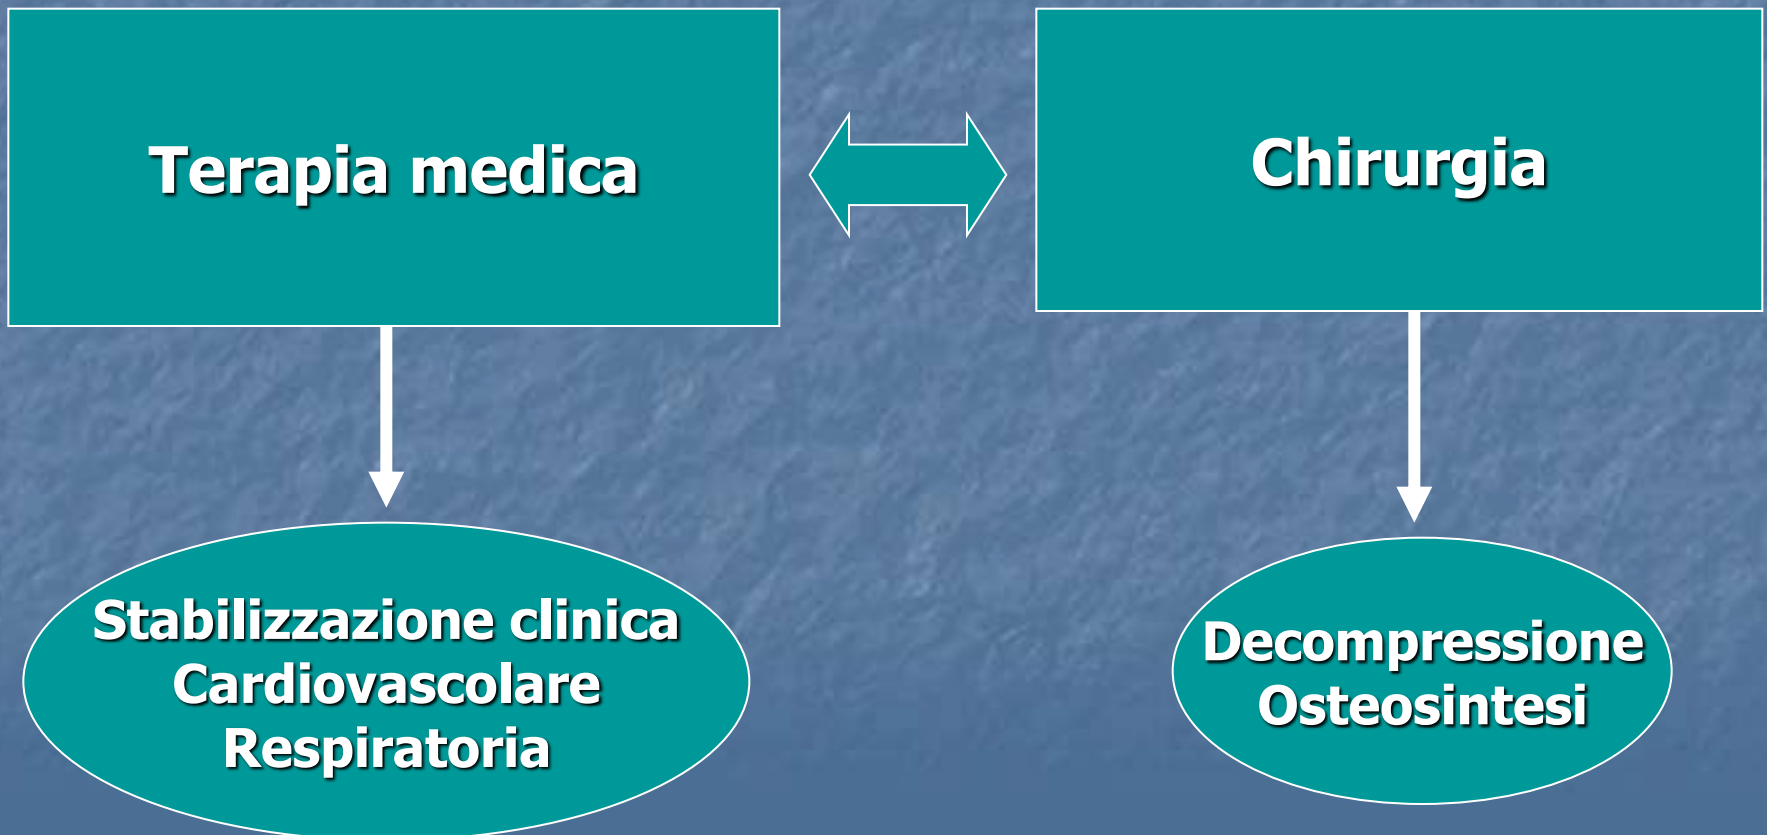 Terapia medica
Chirurgia
Stabilizzazione clinica
Cardiovascolare
Respiratoria
Decompressione
Osteosintesi